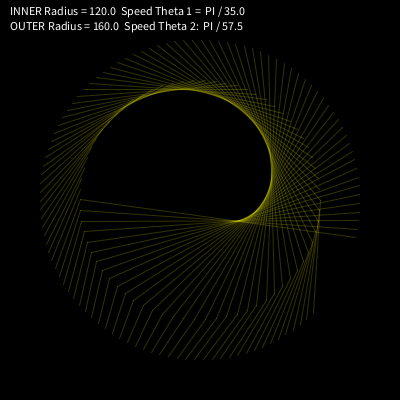 INNER Radius = 120.0  Speed Theta 1 =  PI / 35.0
OUTER Radius = 160.0  Speed Theta 2:  PI / 57.5